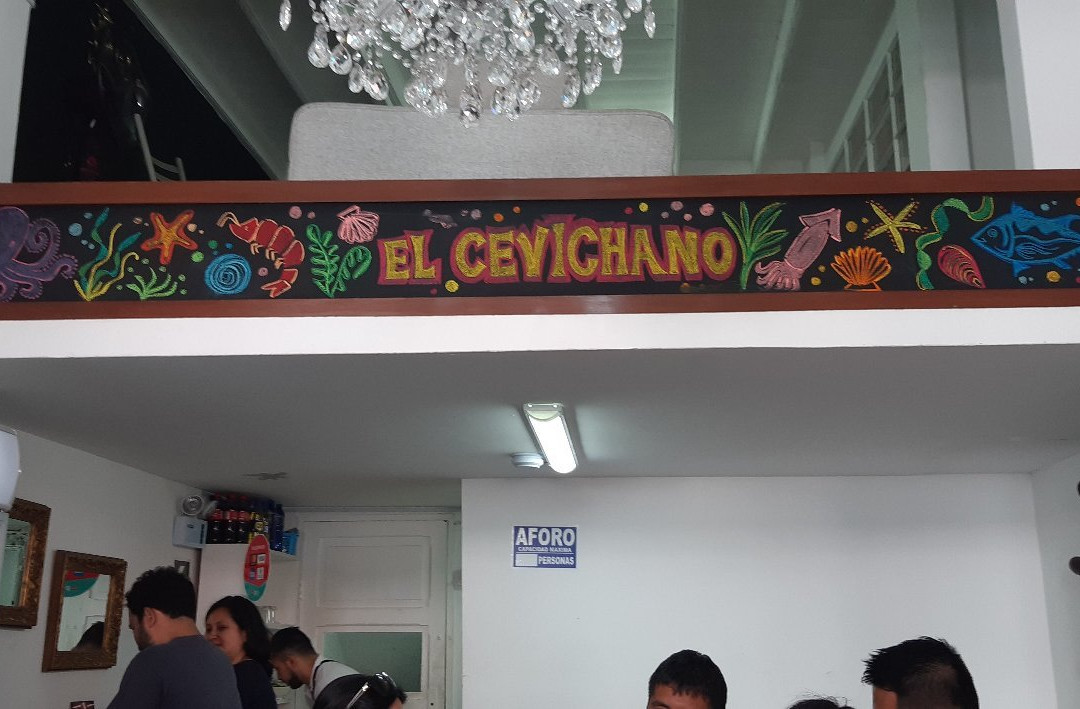 EL CEVICHANO
AFORO
CAPACIDAD MAXIMA
PERSONAS